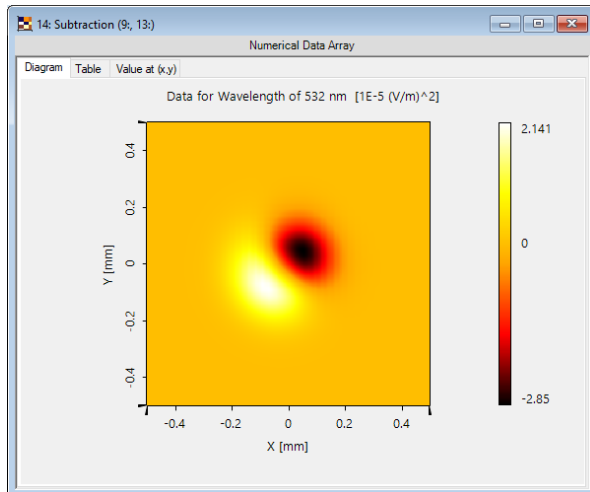 14: Subtraction (9:, 13:)
Numerical Data Array
Diagram Table Value at (x,y)
Data for Wavelength of 532 nm [1E-5 (V/m)^2]
2.141
0
-2.85
Y [mm]
0.4
0.2
0
-0.2
-0.4
-0.4 -0.2 0 0.2 0.4
X [mm]